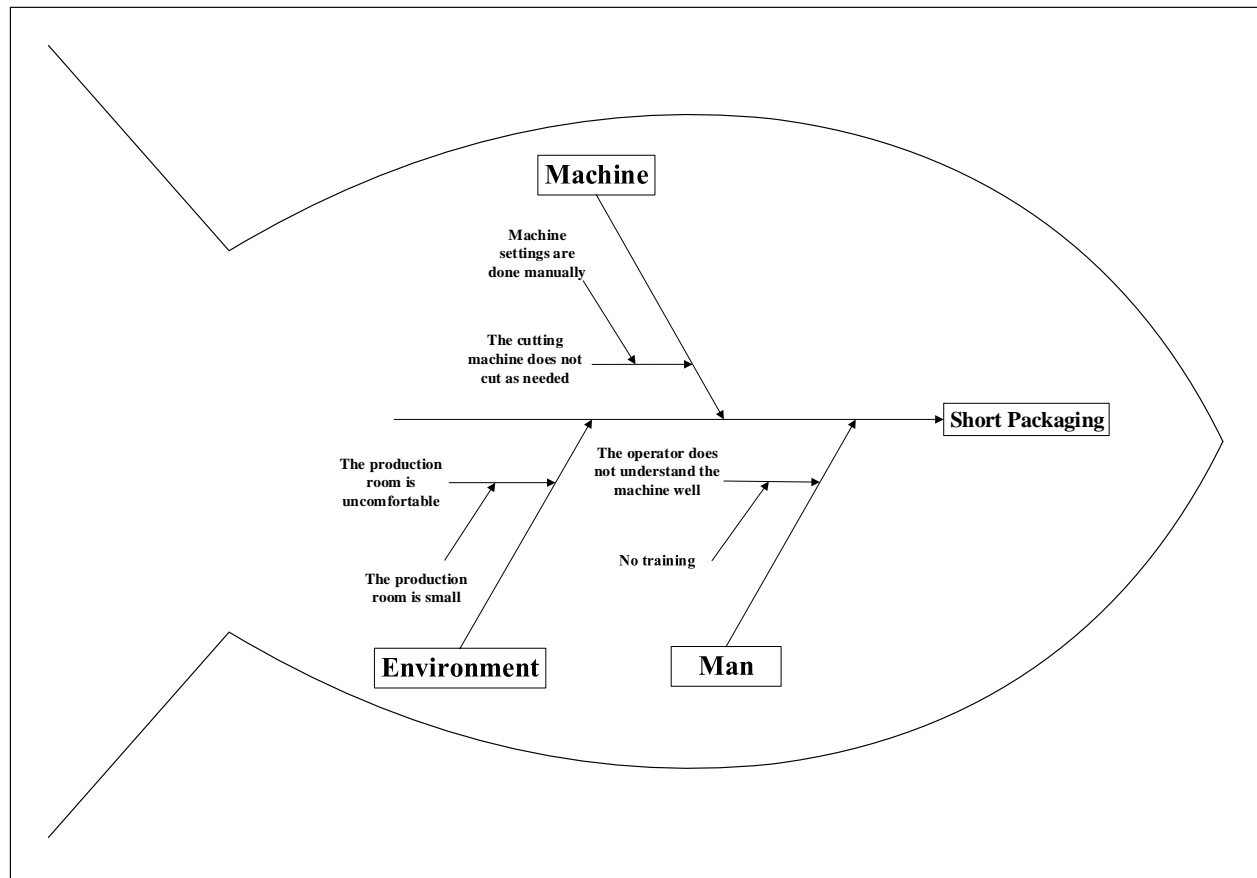 Machine
Machine
settings are
done manually
The cutting
machine does not
cut as needed
Short Packaging
The production
room is
uncomfortable
The operator does
not understand the
machine well
No training
The production
room is small
Environment
Man